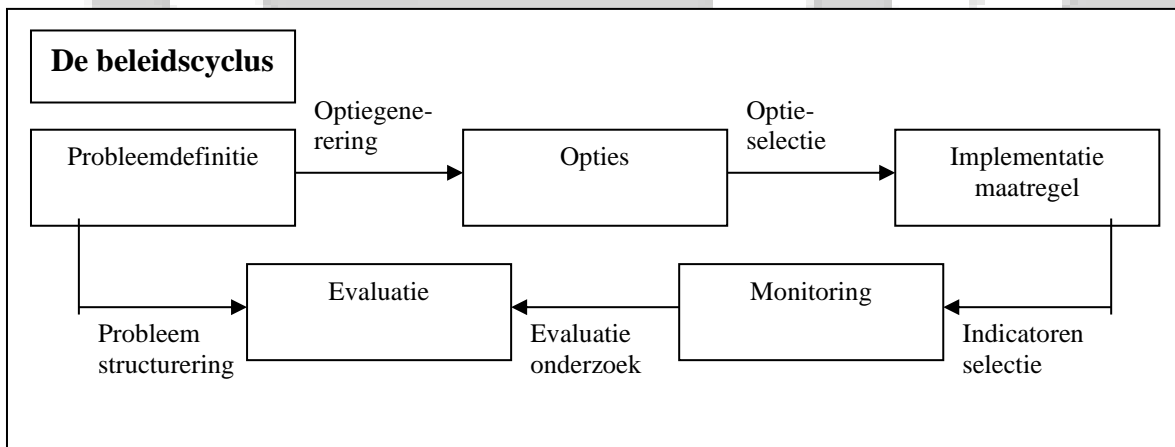 De beleidscyclus
Optiegene-
rering
Optie-
selectie
Probleemdefinitie
Opties
Implementatie
maatregel
Evaluatie
Monitoring
Probleem
structurering
Evaluatie
onderzoek
Indicatoren
selectie